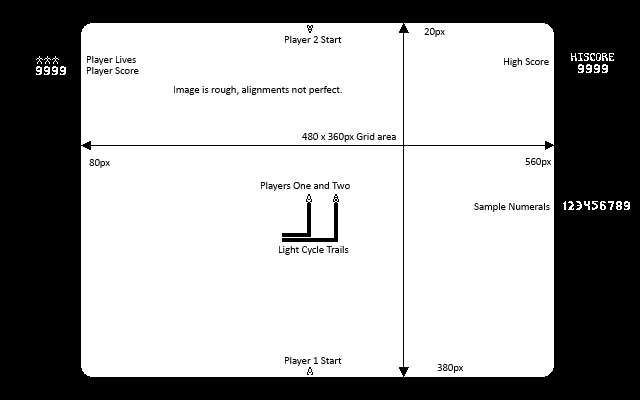 Player 2 Start
20px
Player Lives
9999
Player Score
High Score
HISCORE
9999
Image is rough, alignments not perfect.
480 x 360px Grid area
80px
560px
Players One and Two
Sample Numerals
123456789
Light Cycle Trails
Player 1 Start
380px